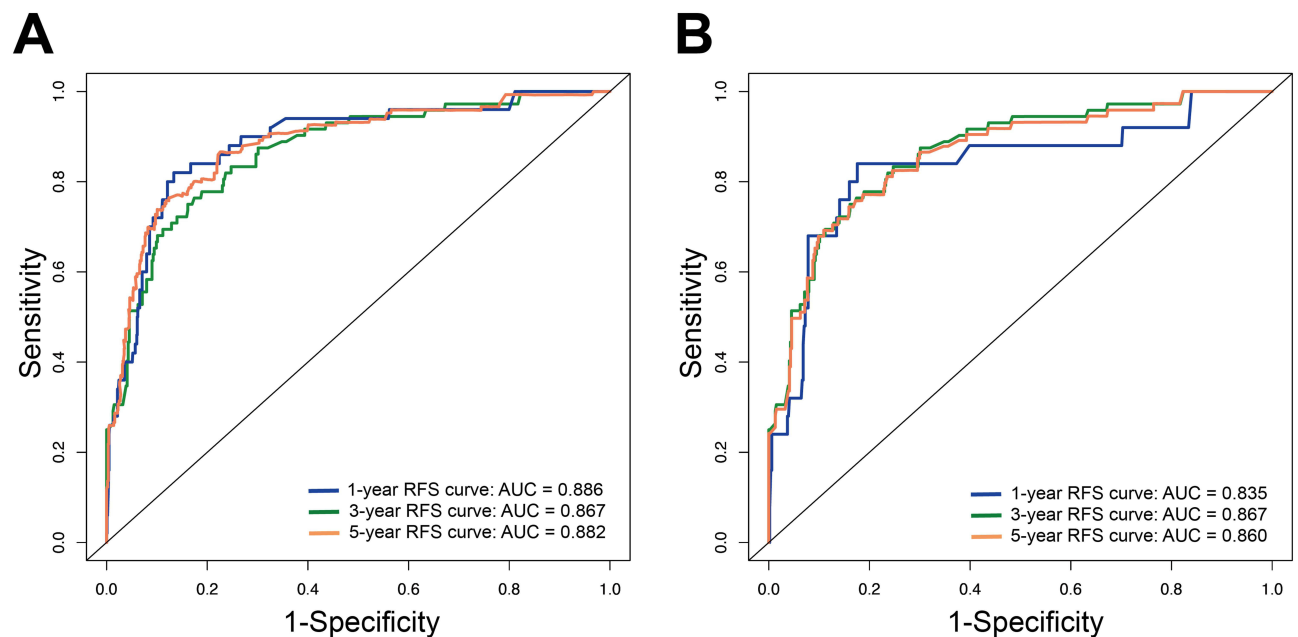 A
1.0
0.8
0.6
0.4
0.2
0.0
Sensitivity
1-year RFS curve: AUC = 0.886
3-year RFS curve: AUC = 0.867
5-year RFS curve: AUC = 0.882
0.0 0.2 0.4 0.6 0.8 1.0
1-Specificity
B
1.0
0.8
0.6
0.4
0.2
0.0
Sensitivity
1-year RFS curve: AUC = 0.835
3-year RFS curve: AUC = 0.867
5-year RFS curve: AUC = 0.860
0.0 0.2 0.4 0.6 0.8 1.0
1-Specificity